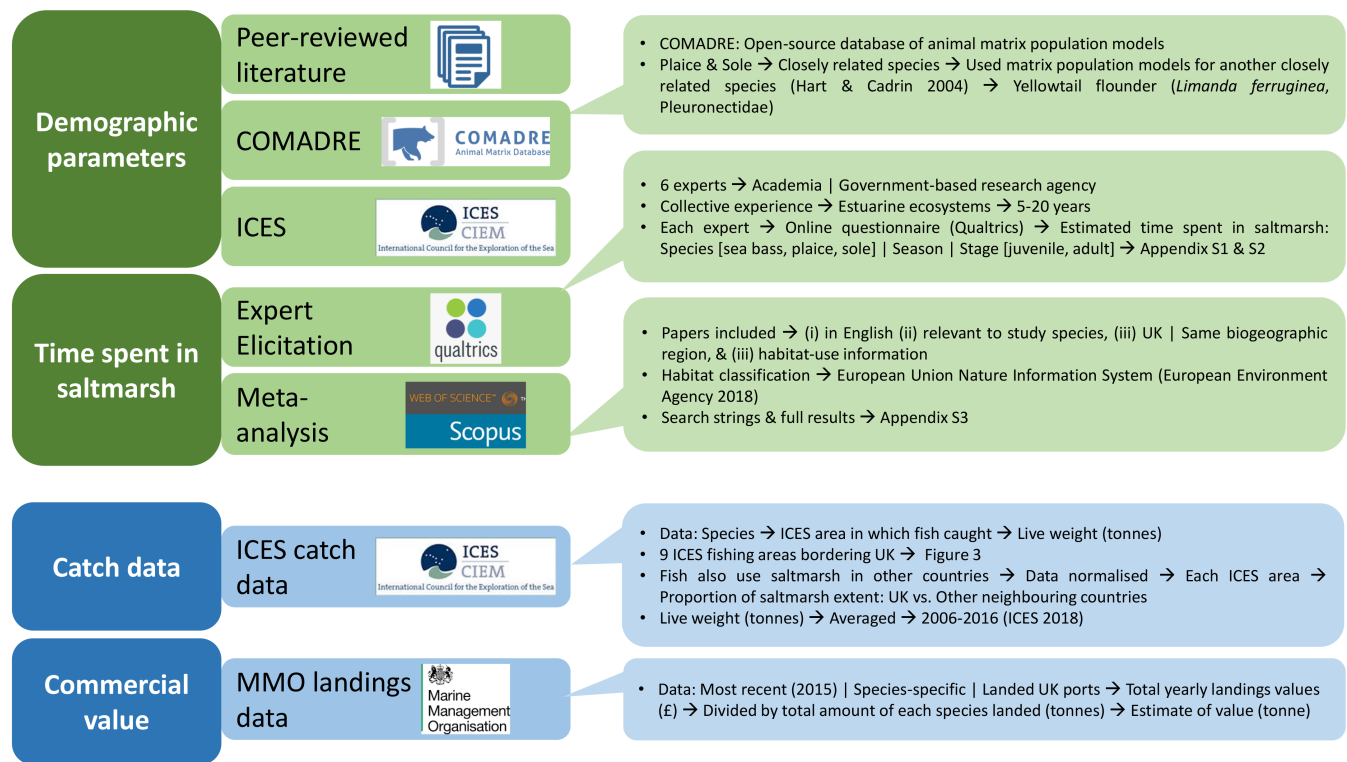 Demographic
parameters
Peer-reviewed
literature
COMADRE
COMADRE
Animal Matrix Database
ICES
ICES
CIEM
International Council for the Exploration of the Sea
• COMADRE: Open-source database of animal matrix population models
• Plaice & Sole → Closely related species → Used matrix population models for another closely
related species (Hart & Cadrin 2004) → Yellowtail flounder (Limanda ferruginea,
Pleuronectidae)
Time spent in
saltmarsh
Expert
Elicitation
qualtrics
• 6 experts → Academia | Government-based research agency
• Collective experience → Estuarine ecosystems → 5-20 years
• Each expert → Online questionnaire (Qualtrics) → Estimated time spent in saltmarsh:
Species [sea bass, plaice, sole] | Season | Stage [juvenile, adult] → Appendix S1 & S2
Meta-
analysis
WEB OF SCIENCE™ TH
Scopus
• Papers included → (i) in English (ii) relevant to study species, (iii) UK | Same biogeographic
region, & (iii) habitat-use information
• Habitat classification → European Union Nature Information System (European Environment
Agency 2018)
• Search strings & full results → Appendix S3
Catch data
ICES catch
data
ICES
CIEM
International Council for the Exploration of the Sea
• Data: Species → ICES area in which fish caught → Live weight (tonnes)
• 9 ICES fishing areas bordering UK → Figure 3
• Fish also use saltmarsh in other countries → Data normalised → Each ICES area →
Proportion of saltmarsh extent: UK vs. Other neighbouring countries
• Live weight (tonnes) → Averaged → 2006-2016 (ICES 2018)
Commercial
value
MMO landings
data
Marine
Management
Organisation
• Data: Most recent (2015) | Species-specific | Landed UK ports → Total yearly landings values
(£) → Divided by total amount of each species landed (tonnes) → Estimate of value (tonne)